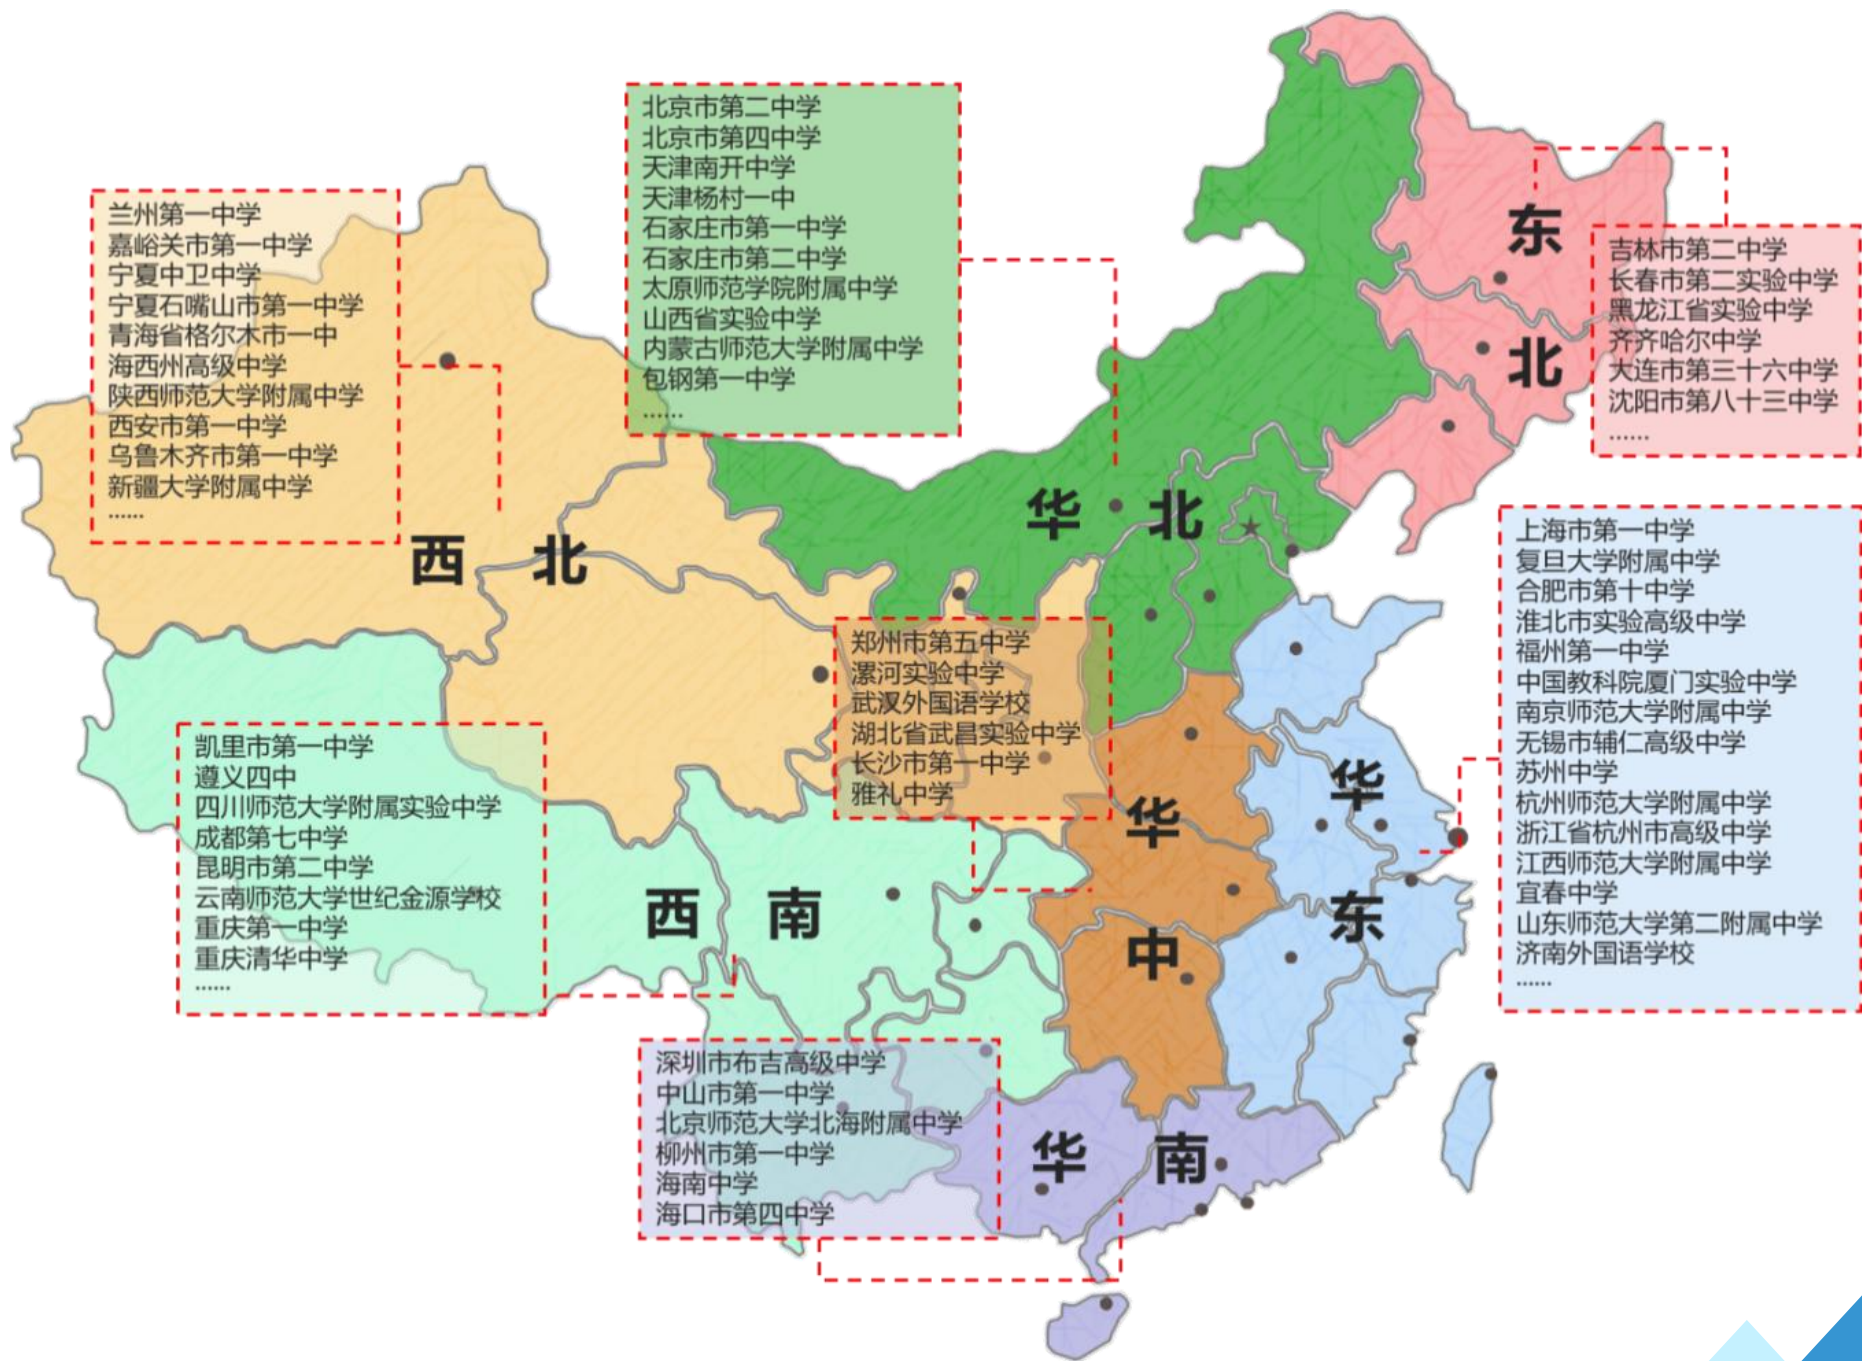 北京市第二中学
北京市第四中学
天津南开中学
天津杨村一中
石家庄市第一中学
石家庄市第二中学
太原师范学院附属中学
山西省实验中学
内蒙古师范大学附属中学
包钢第一中学
......
兰州第一中学
嘉峪关市第一中学
宁夏中卫中学
宁夏石嘴山市第一中学
青海省格尔木市一中
海西州高级中学
陕西师范大学附属中学
西安市第一中学
乌鲁木齐市第一中学
新疆大学附属中学
......
东北
吉林市第二中学
长春市第二实验中学
黑龙江省实验中学
齐齐哈尔中学
大连市第三十六中学
沈阳市第八十三中学
......
华北
西北
上海市第一中学
复旦大学附属中学
合肥市第十中学
淮北市实验高级中学
福州第一中学
中国教科院厦门实验中学
南京师范大学附属中学
无锡市辅仁高级中学
苏州中学
杭州师范大学附属中学
浙江省杭州市高级中学
江西师范大学附属中学
宜春中学
山东师范大学第二附属中学
济南外国语学校
......
郑州市第五中学
漯河实验中学
武汉外国语学校
湖北省武昌实验中学
长沙市第一中学
雅礼中学
凯里市第一中学
遵义四中
四川师范大学附属实验中学
成都第七中学
昆明市第二中学
云南师范大学世纪金源学校
重庆第一中学
重庆清华中学
......
华东
华中
西南
深圳市布吉高级中学
中山市第一中学
北京师范大学北海附属中学
柳州市第一中学
海南中学
海口市第四中学
华南